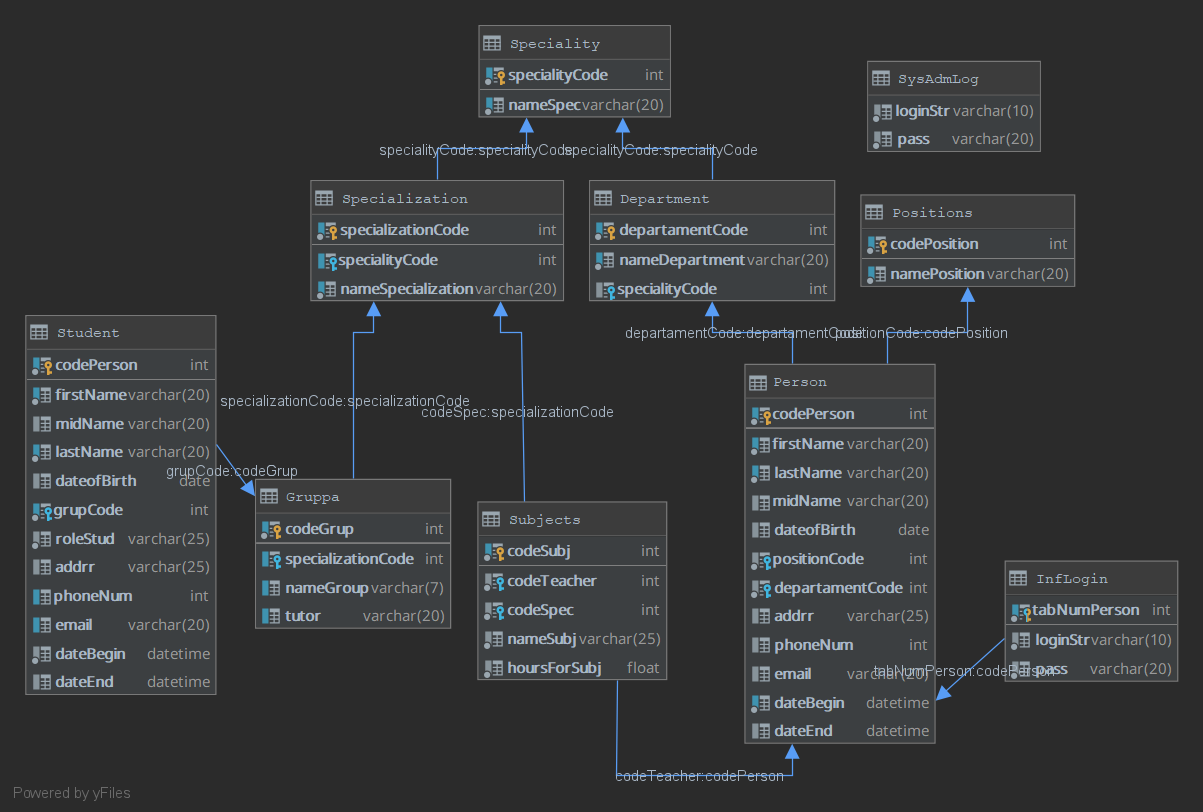 Speciality
specialityCode int
nameSpec varchar(20)
SysAdmLog
loginStr varchar(10)
pass varchar(20)
specialityCode:specialityCode
specialityCode:specialityCode
Specialization
specializationCode int
specialityCode int
nameSpecialization varchar(20)
Department
departamentCode int
nameDepartment varchar(20)
specialityCode int
Positions
codePosition int
namePosition varchar(20)
departamentCode:departamentCode
positionCode:codePosition
Student
codePerson int
firstName varchar(20)
midName varchar(20)
lastName varchar(20)
dateofBirth date
grupCode int
roleStud varchar(25)
addrr varchar(25)
phoneNum int
email varchar(20)
dateBegin datetime
dateEnd datetime
specializationCode:specializationCode
codeSpec:specializationCode
grupCode:codeGrup
Gruppa
codeGrup int
specializationCode int
nameGroup varchar(7)
tutor varchar(20)
Subjects
codeSubj int
codeTeacher int
codeSpec int
nameSubj varchar(25)
hoursForSubj float
Person
codePerson int
firstName varchar(20)
lastName varchar(20)
midName varchar(20)
dateofBirth date
positionCode int
departamentCode int
addrr varchar(25)
phoneNum int
email varchar(20)
dateBegin datetime
dateEnd datetime
InfLogin
tabNumPerson int
loginStr varchar(10)
pass varchar(20)
tabNumPerson:codePerson
codeTeacher:codePerson
Powered by yFiles